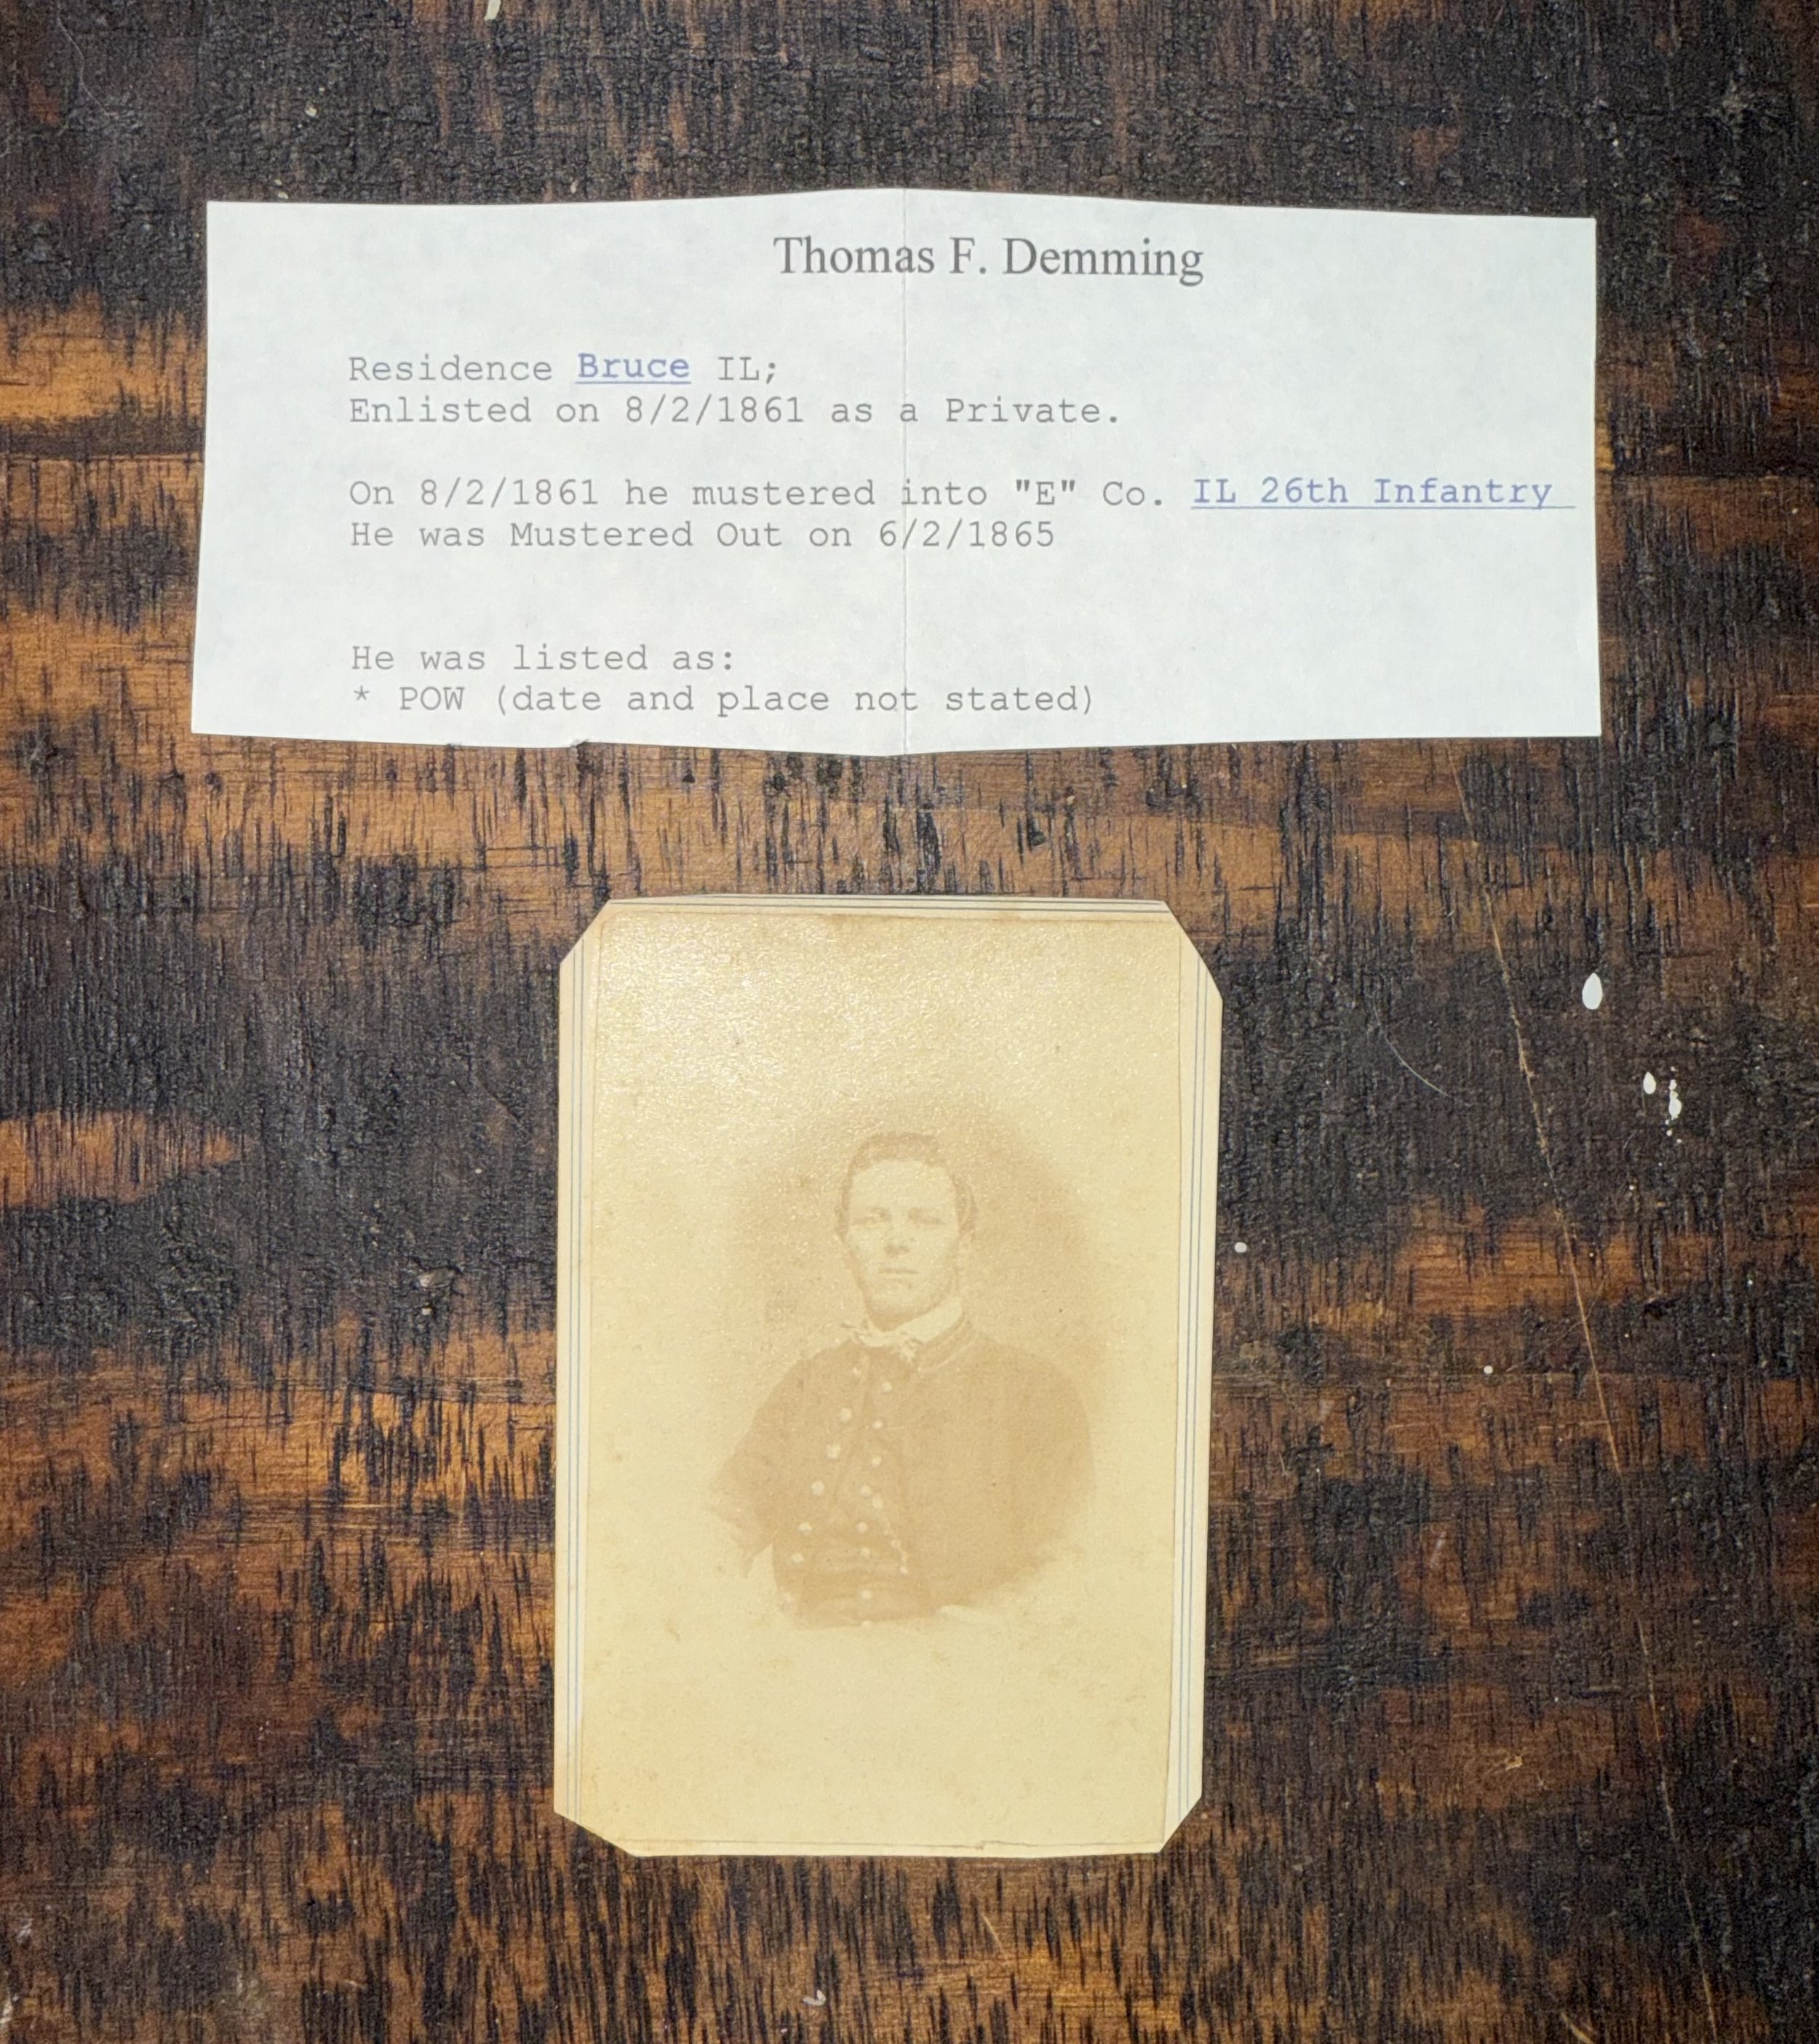 Thomas F. Demming
Residence Bruce IL;
Enlisted on 8/2/1861 as a Private.
On 8/2/1861 he mustered into "E" Co. IL 26th Infantry
He was Mustered Out on 6/2/1865
He was listed as:
* POW (date and place not stated)